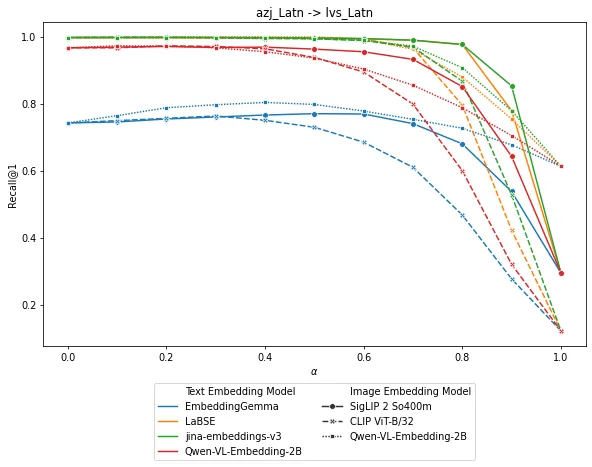 azj_Latn -> lvs_Latn
Recall@1
1.0
0.8
0.6
0.4
0.2
0.0 0.2 0.4 0.6 0.8 1.0
α
Text Embedding Model Image Embedding Model
EmbeddingGemma SigLIP 2 So400m
LaBSE CLIP ViT-B/32
jina-embeddings-v3 Qwen-VL-Embedding-2B
Qwen-VL-Embedding-2B